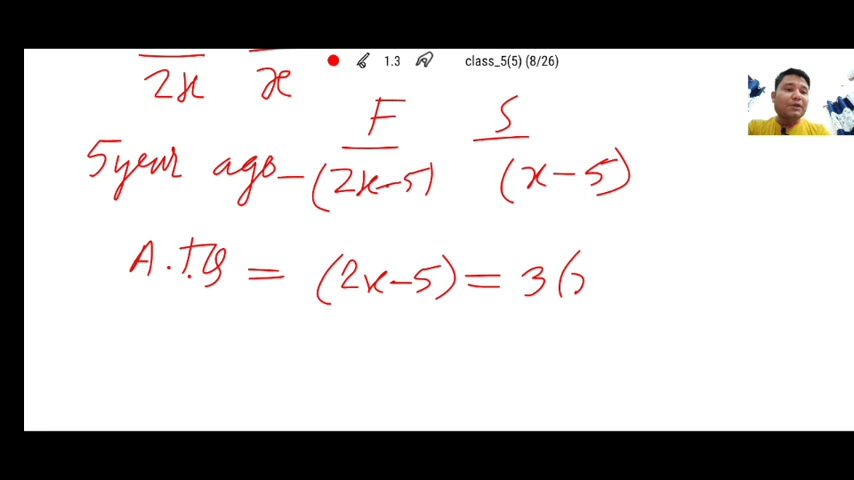 1.3 class_5(5) (8/26)
2x x
F S
5 year ago - (2x-5) (x-5)
A.T.Q = (2x-5) = 3(